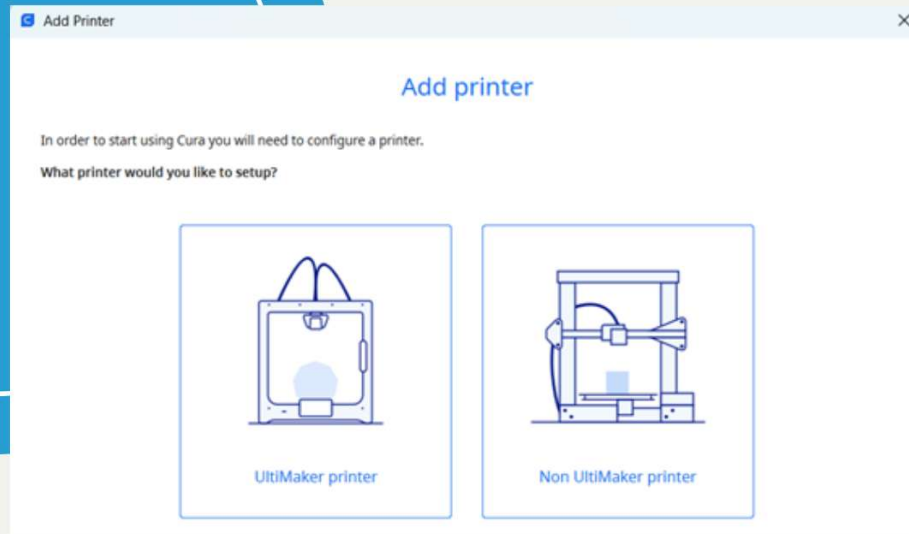 Add Printer
Add printer
In order to start using Cura you will need to configure a printer.
What printer would you like to setup?
UltiMaker printer
Non UltiMaker printer